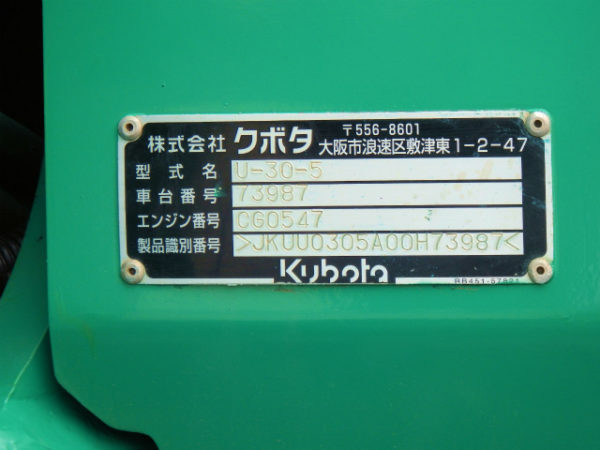 株式会社 クボタ 〒556-8601 大阪市浪速区敷津東1-2-47
型式名 U-30-5
車台番号 73987
エンジン番号 CG0547
製品識別番号 >JKUU0305A00H73987<
Kubota